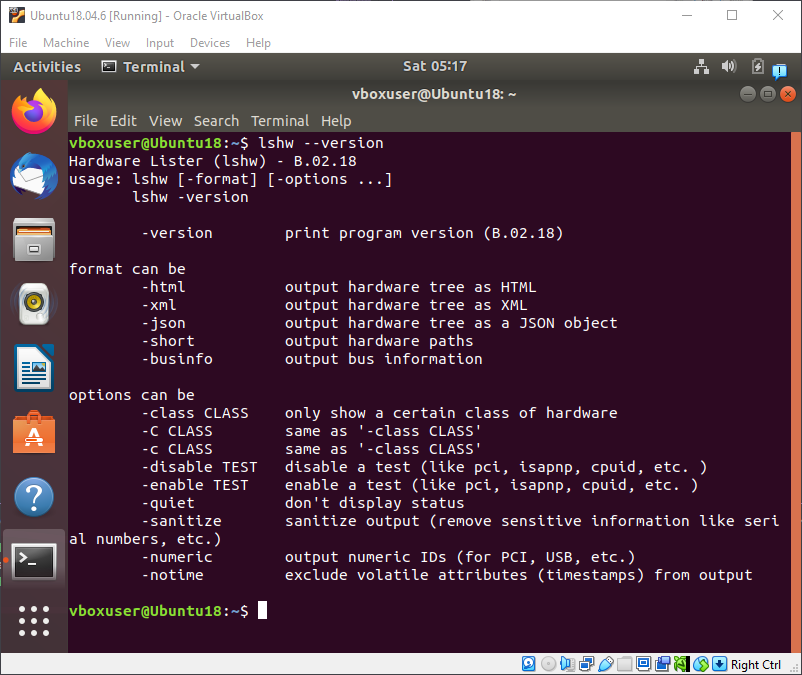 Ubuntu18.04.6 [Running] - Oracle VirtualBox
File Machine View Input Devices Help
Activities Terminal Sat 05:17
vboxuser@Ubuntu18: ~
File Edit View Search Terminal Help
vboxuser@Ubuntu18:~$ lshw --version
Hardware Lister (lshw) - B.02.18
usage: lshw [-format] [-options ...]
lshw -version
-version print program version (B.02.18)
format can be
-html output hardware tree as HTML
-xml output hardware tree as XML
-json output hardware tree as a JSON object
-short output hardware paths
-businfo output bus information
options can be
-class CLASS only show a certain class of hardware
-C CLASS same as '-class CLASS'
-c CLASS same as '-class CLASS'
-disable TEST disable a test (like pci, isapnp, cpuid, etc. )
-enable TEST enable a test (like pci, isapnp, cpuid, etc. )
-quiet don't display status
-sanitize sanitize output (remove sensitive information like seri
al numbers, etc.)
-numeric output numeric IDs (for PCI, USB, etc.)
-notime exclude volatile attributes (timestamps) from output
vboxuser@Ubuntu18:~$
Right Ctrl